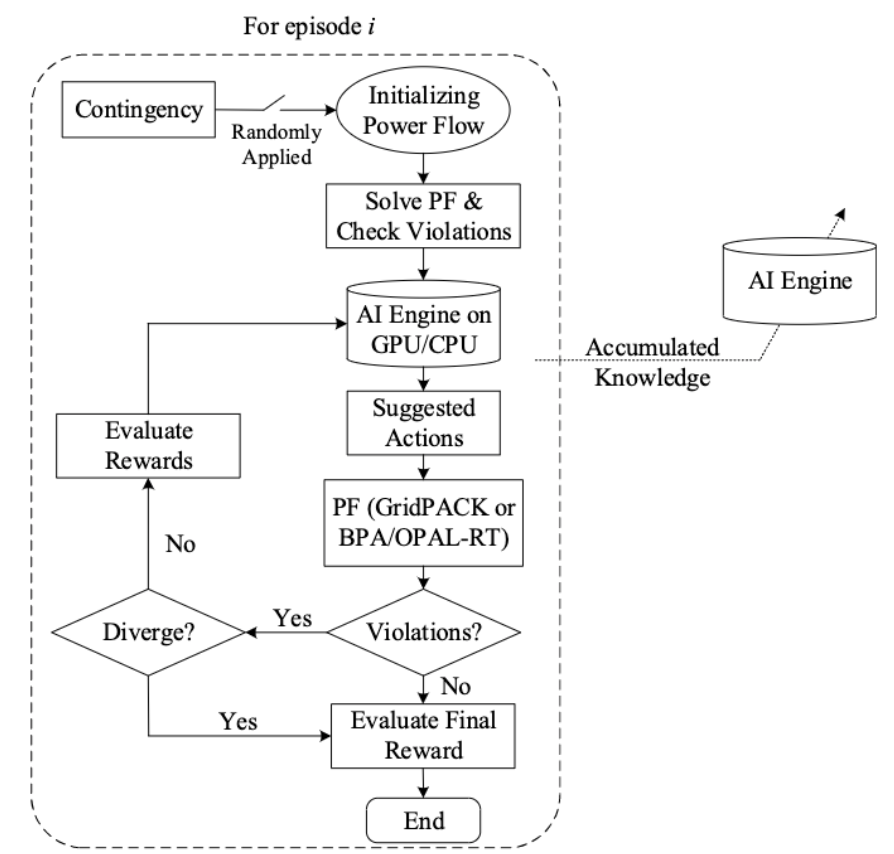 For episode i
Contingency
Randomly
Applied
Initializing
Power Flow
Solve PF &
Check Violations
AI Engine on
GPU/CPU
Suggested
Actions
PF (GridPACK or
BPA/OPAL-RT)
Violations?
Yes
Diverge?
No
Evaluate
Rewards
Yes
No
Evaluate Final
Reward
End
Accumulated
Knowledge
AI Engine